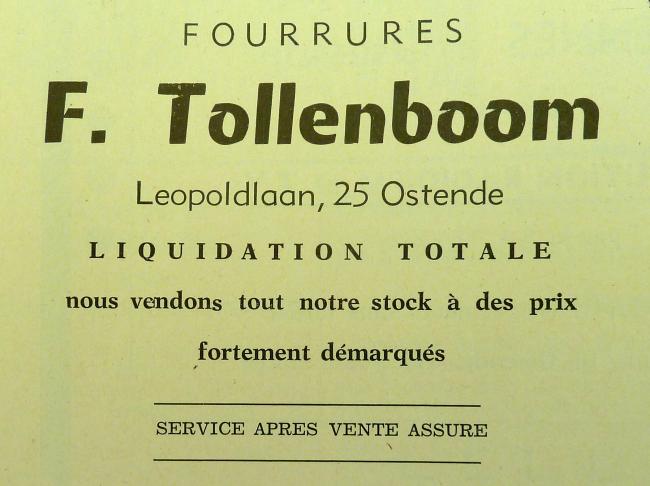 FOURRURES
F. Tollenboom
Leopoldlaan, 25 Ostende
LIQUIDATION TOTALE
nous vendons tout notre stock à des prix
fortement démarqués
SERVICE APRES VENTE ASSURE